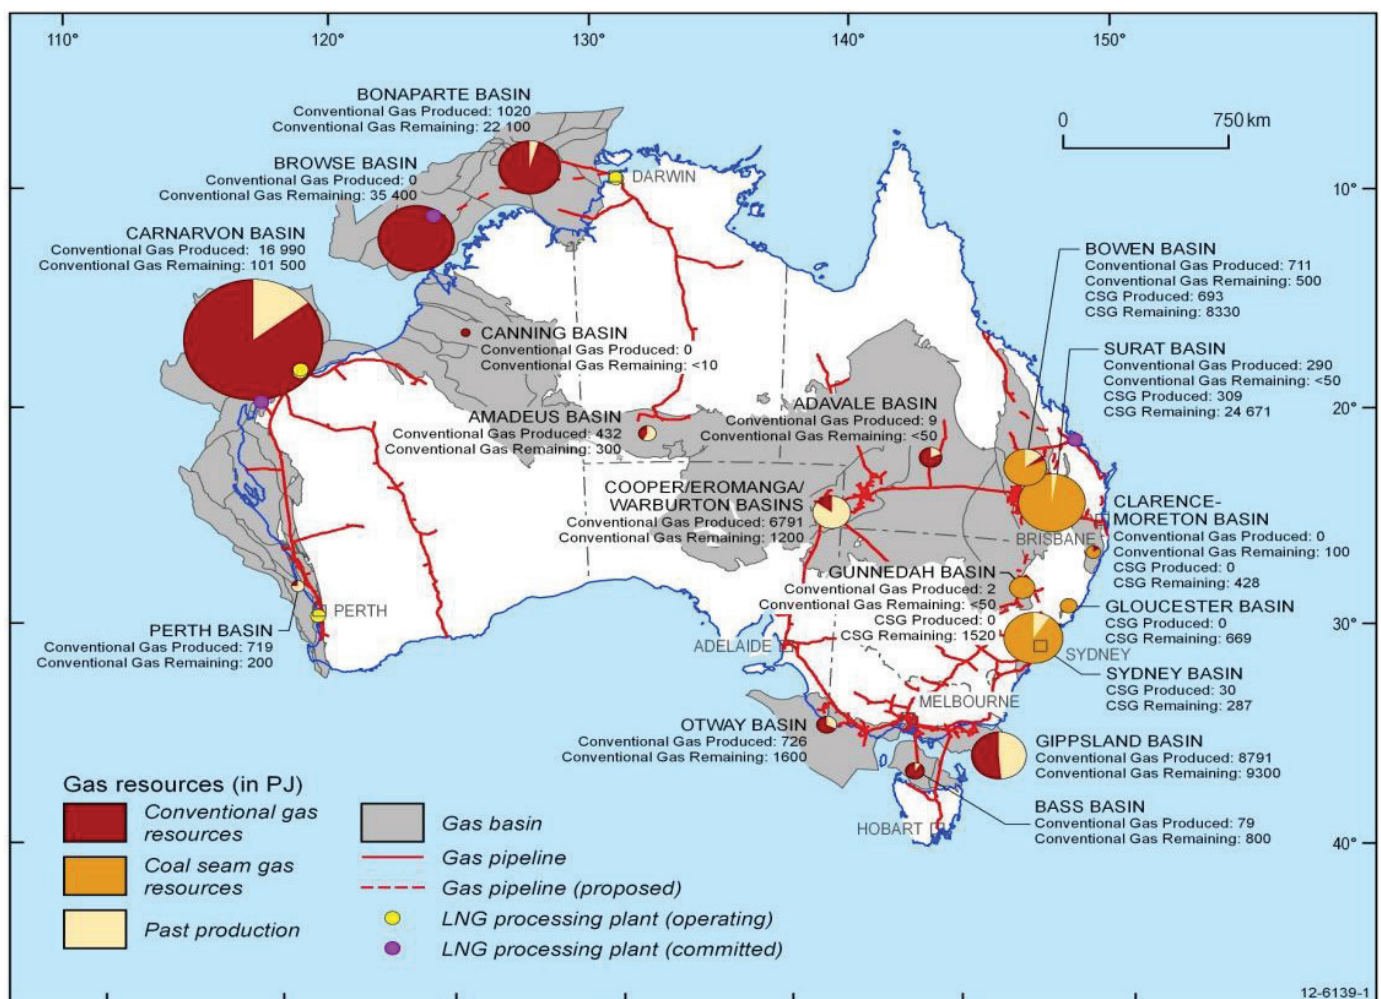 110°
120°
130°
140°
150°
BONAPARTE BASIN
Conventional Gas Produced: 1020
Conventional Gas Remaining: 22 100
0
750 km
BROWSE BASIN
Conventional Gas Produced: 0
Conventional Gas Remaining: 35 400
DARWIN
10°
CARNARVON BASIN
Conventional Gas Produced: 16 990
Conventional Gas Remaining: 101 500
BOWEN BASIN
Conventional Gas Produced: 711
Conventional Gas Remaining: 500
CSG Produced: 693
CSG Remaining: 8330
CANNING BASIN
Conventional Gas Produced: 0
Conventional Gas Remaining: <10
SURAT BASIN
Conventional Gas Produced: 290
Conventional Gas Remaining: <50
CSG Produced: 309
CSG Remaining: 24 671
20°
AMADEUS BASIN
Conventional Gas Produced: 432
Conventional Gas Remaining: 300
ADAVALE BASIN
Conventional Gas Produced: 9
Conventional Gas Remaining: <50
COOPER/EROMANGA/
WARBURTON BASINS
Conventional Gas Produced: 6791
Conventional Gas Remaining: 1200
CLARENCE-
MORETON BASIN
Conventional Gas Produced: 0
Conventional Gas Remaining: 100
CSG Produced: 0
CSG Remaining: 428
BRISBANE
GUNNEDAH BASIN
Conventional Gas Produced: 2
Conventional Gas Remaining: <50
CSG Produced: 0
CSG Remaining: 1520
GLOUCESTER BASIN
CSG Produced: 0
CSG Remaining: 669
30°
PERTH
PERTH BASIN
Conventional Gas Produced: 719
Conventional Gas Remaining: 200
ADELAIDE
SYDNEY
SYDNEY BASIN
CSG Produced: 30
CSG Remaining: 287
MELBOURNE
OTWAY BASIN
Conventional Gas Produced: 726
Conventional Gas Remaining: 1600
GIPPSLAND BASIN
Conventional Gas Produced: 8791
Conventional Gas Remaining: 9300
BASS BASIN
Conventional Gas Produced: 79
Conventional Gas Remaining: 800
HOBART
40°
Gas resources (in PJ)
Conventional gas
resources
Coal seam gas
resources
Past production
Gas basin
Gas pipeline
Gas pipeline (proposed)
LNG processing plant (operating)
LNG processing plant (committed)
12-6139-1